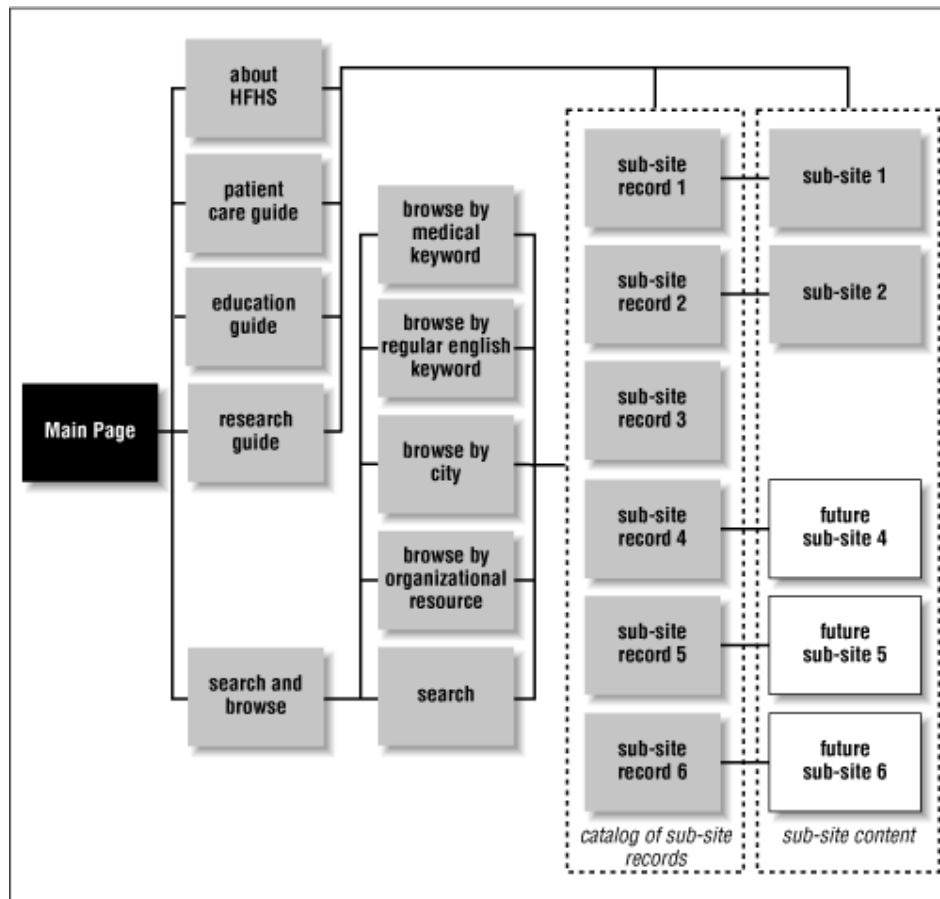 about
HFHS
patient
care guide
education
guide
Main Page
research
guide
search and
browse
browse by
medical
keyword
browse by
regular english
keyword
browse by
city
browse by
organizational
resource
search
sub-site
record 1
sub-site
record 2
sub-site
record 3
sub-site
record 4
sub-site
record 5
sub-site
record 6
catalog of sub-site
records
sub-site 1
sub-site 2
future
sub-site 4
future
sub-site 5
future
sub-site 6
sub-site content